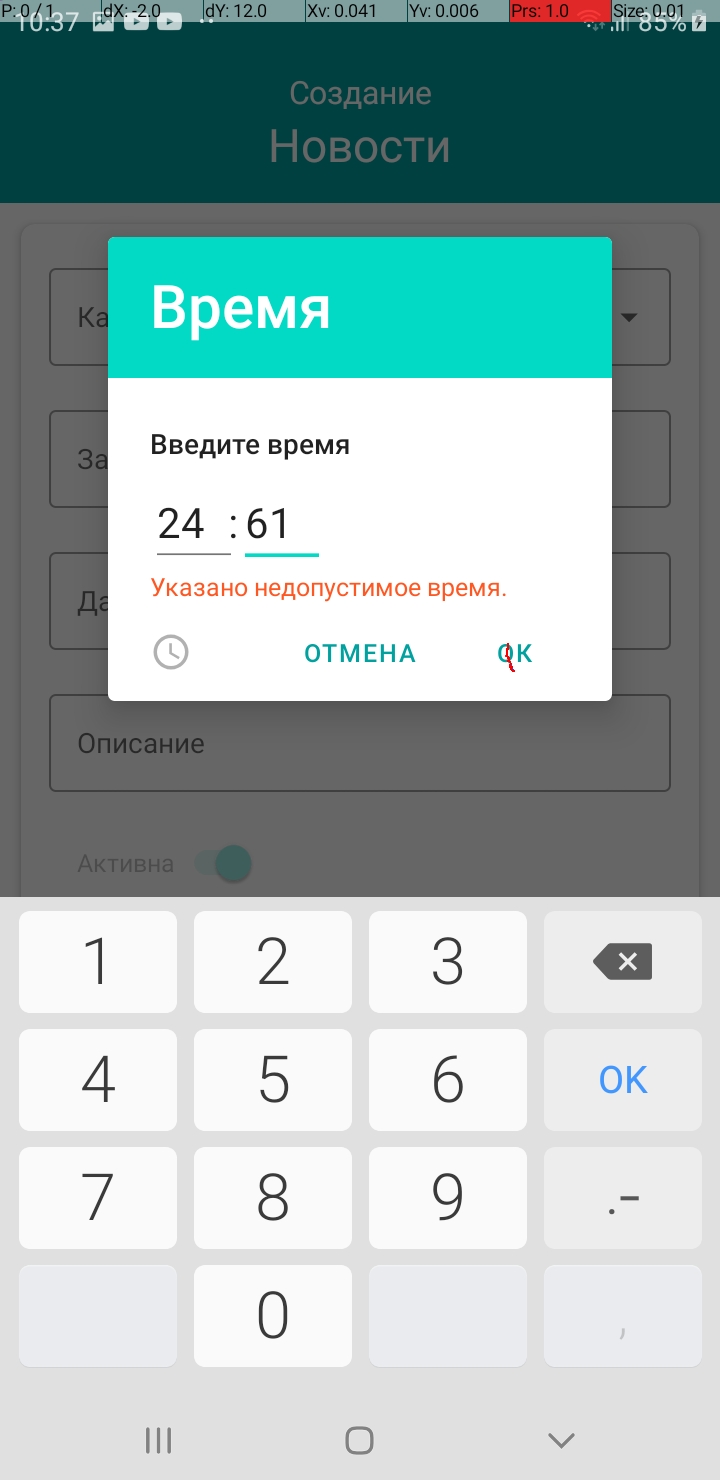 P: 0 / 1 dX: -2.0 dY: 12.0 Xv: 0.041 Yv: 0.006 Prs: 1.0 Size: 0.01
10:37 85%
Создание
Новости
Ка
Время
За
Введите время
24 : 61
Указано недопустимое время.
Да
ОТМЕНА ОК
Описание
Активна
1 2 3
4 5 6 OK
7 8 9 .-
0 ,